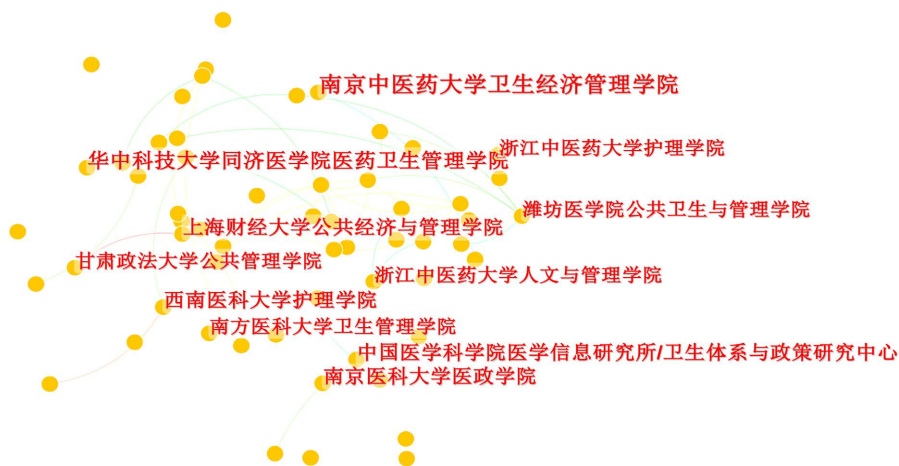 南京中医药大学卫生经济管理学院
浙江中医药大学护理学院
华中科技大学同济医学院医药卫生管理学院
潍坊医学院公共卫生与管理学院
上海财经大学公共经济与管理学院
甘肃政法大学公共管理学院
浙江中医药大学人文与管理学院
西南医科大学护理学院
南方医科大学卫生管理学院
中国医学科学院医学信息研究所/卫生体系与政策研究中心
南京医科大学医政学院